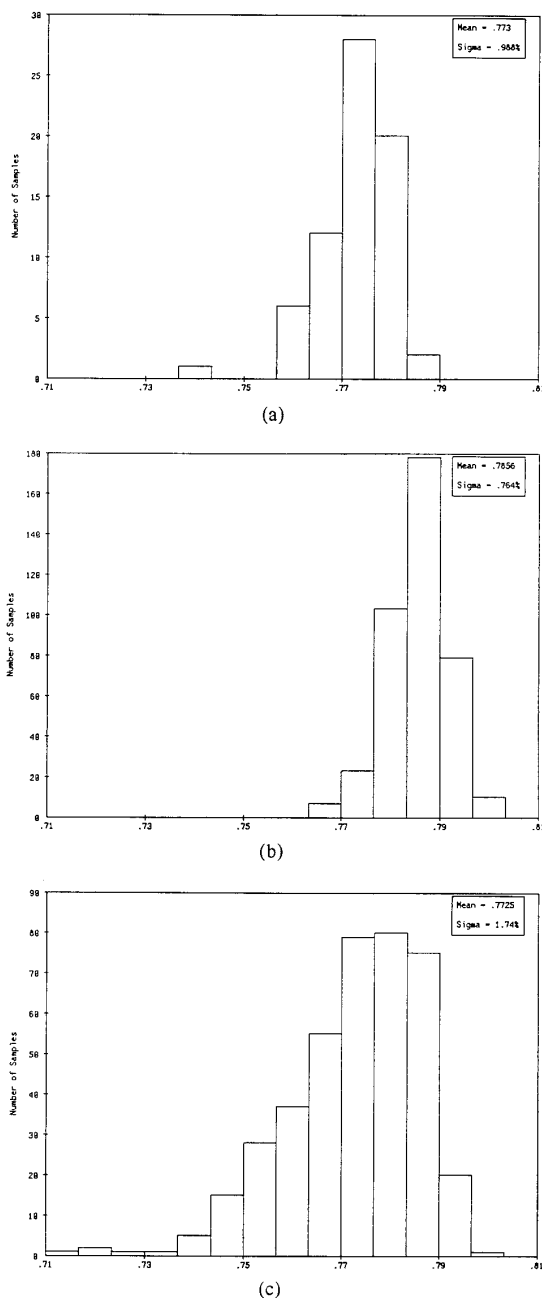 30
25
20
15
10
5
0
Number of Samples
Mean = .773
Sigma = .988%
.71 .73 .75 .77 .79 .81
(a)
180
160
140
120
100
80
60
40
20
0
Number of Samples
Mean = .7856
Sigma = .764%
.71 .73 .75 .77 .79 .81
(b)
90
80
70
60
50
40
30
20
10
0
Number of Samples
Mean = .7725
Sigma = 1.74%
.71 .73 .75 .77 .79 .81
(c)